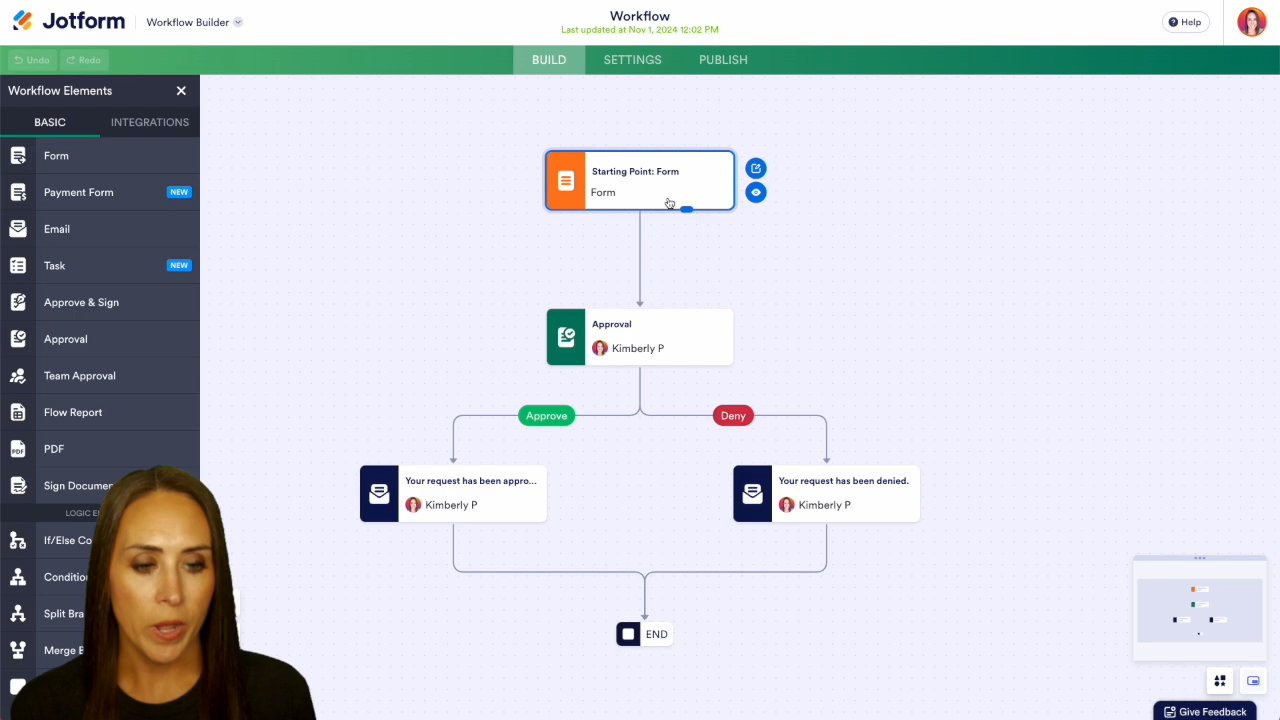 Jotform
Workflow Builder
Workflow
Last updated at Nov 1, 2024 12:02 PM
Help
Undo
Redo
BUILD
SETTINGS
PUBLISH
Workflow Elements
BASIC
INTEGRATIONS
Form
Payment Form
NEW
Email
Task
NEW
Approve & Sign
Approval
Team Approval
Flow Report
PDF
PDF
Sign Documen
LOGIC
If/Else Co
Conditio
Split Bra
Merge B
Starting Point: Form
Form
Approval
Kimberly P
Approve
Deny
Your request has been appro...
Kimberly P
Your request has been denied.
Kimberly P
END
Give Feedback